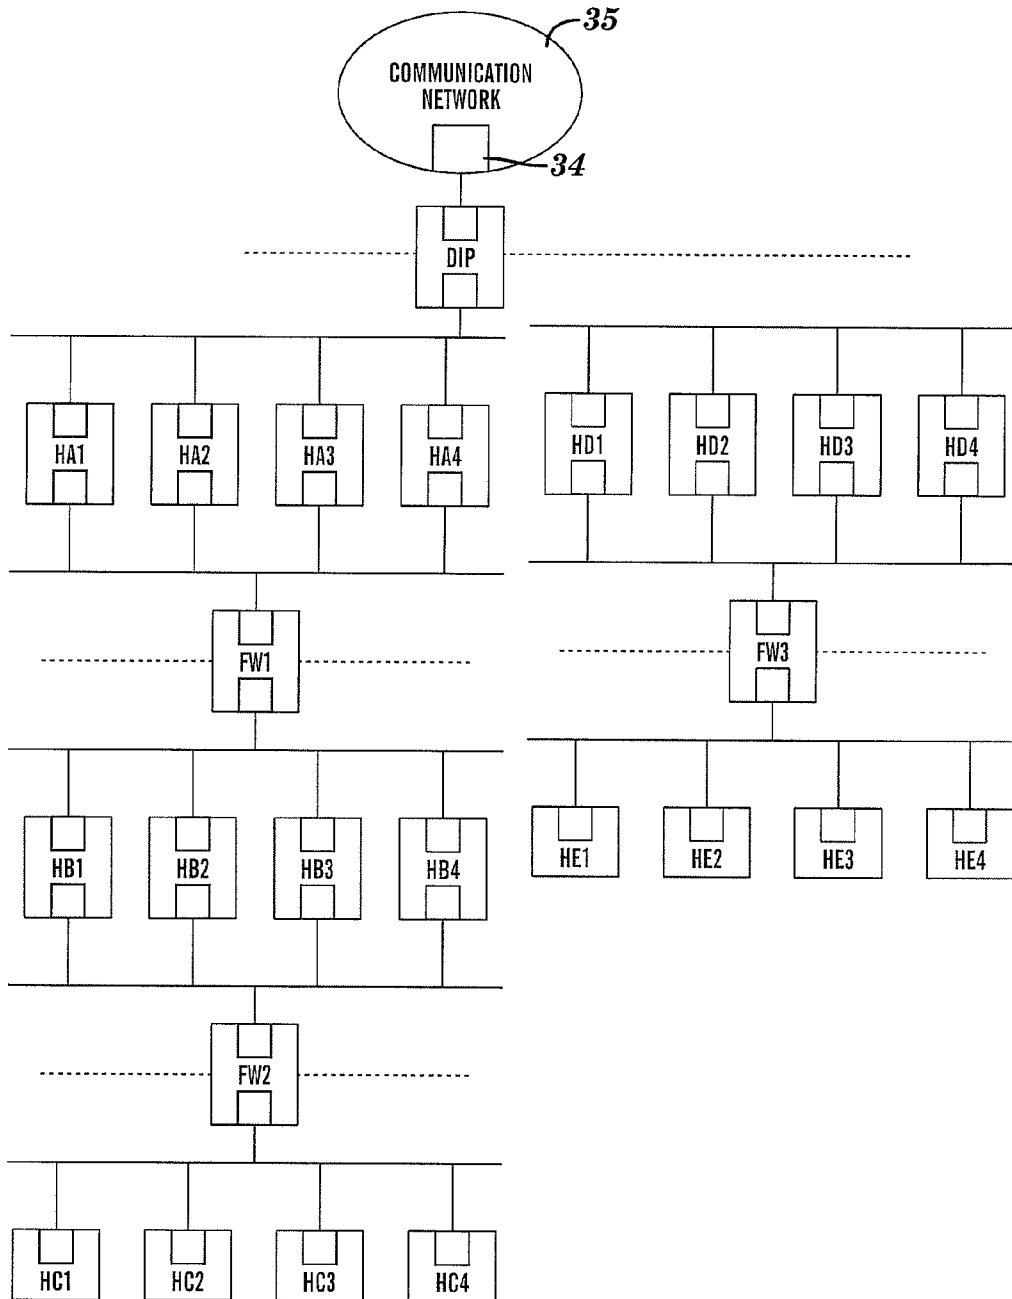 35
COMMUNICATION
NETWORK
34
DIP
HA1 HA2 HA3 HA4
HD1 HD2 HD3 HD4
FW1
FW3
HB1 HB2 HB3 HB4
HE1 HE2 HE3 HE4
FW2
HC1 HC2 HC3 HC4